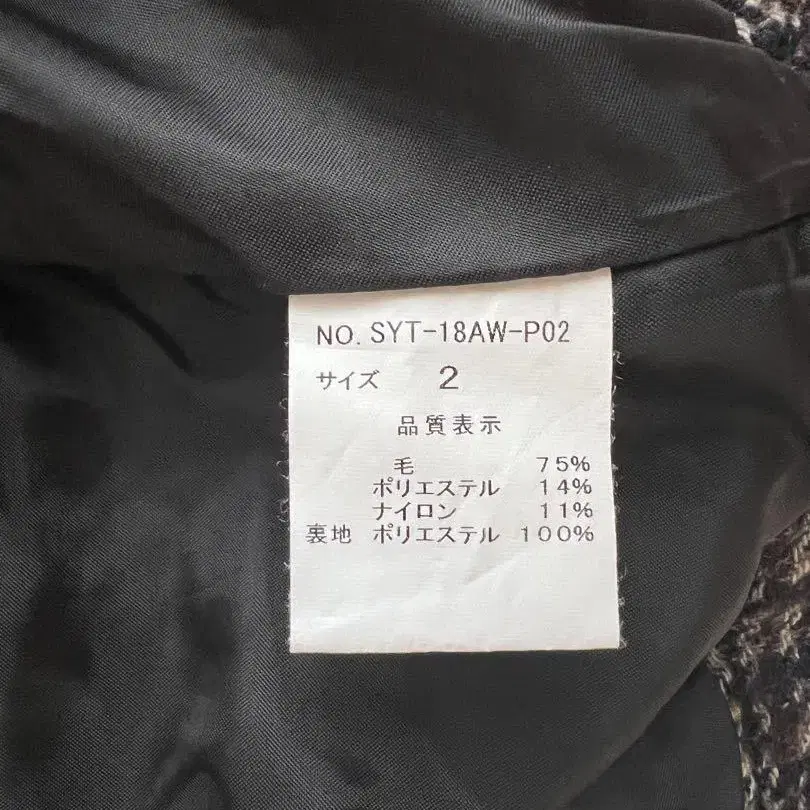 NO. SYT-18AW-P02
サイズ 2
品質表示
毛 75%
ポリエステル 14%
ナイロン 11%
裏地 ポリエステル 100%